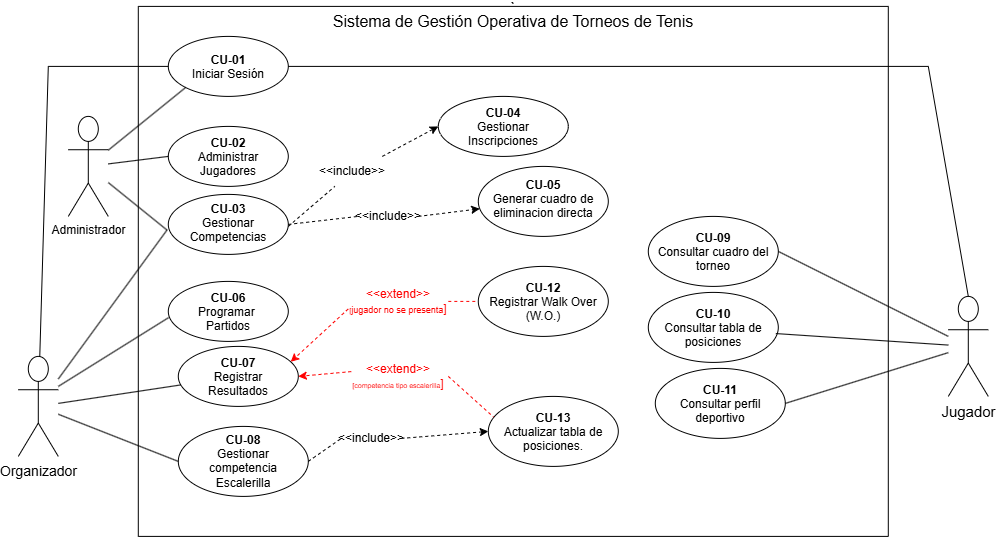 Sistema de Gestión Operativa de Torneos de Tenis
CU-01
Iniciar Sesión
CU-02
Administrar
Jugadores
CU-03
Gestionar
Competencias
Administrador
<<include>>
<<include>>
CU-04
Gestionar
Inscripciones
CU-05
Generar cuadro de
eliminacion directa
CU-06
Programar
Partidos
CU-07
Registrar
Resultados
CU-08
Gestionar
competencia
Escalerilla
Organizador
<<extend>>
[jugador no se presenta]
CU-12
Registrar Walk Over
(W.O.)
<<extend>>
[competencia tipo escalerilla]
<<include>>
CU-13
Actualizar tabla de
posiciones.
CU-09
Consultar cuadro del
torneo
CU-10
Consultar tabla de
posiciones
CU-11
Consultar perfil
deportivo
Jugador